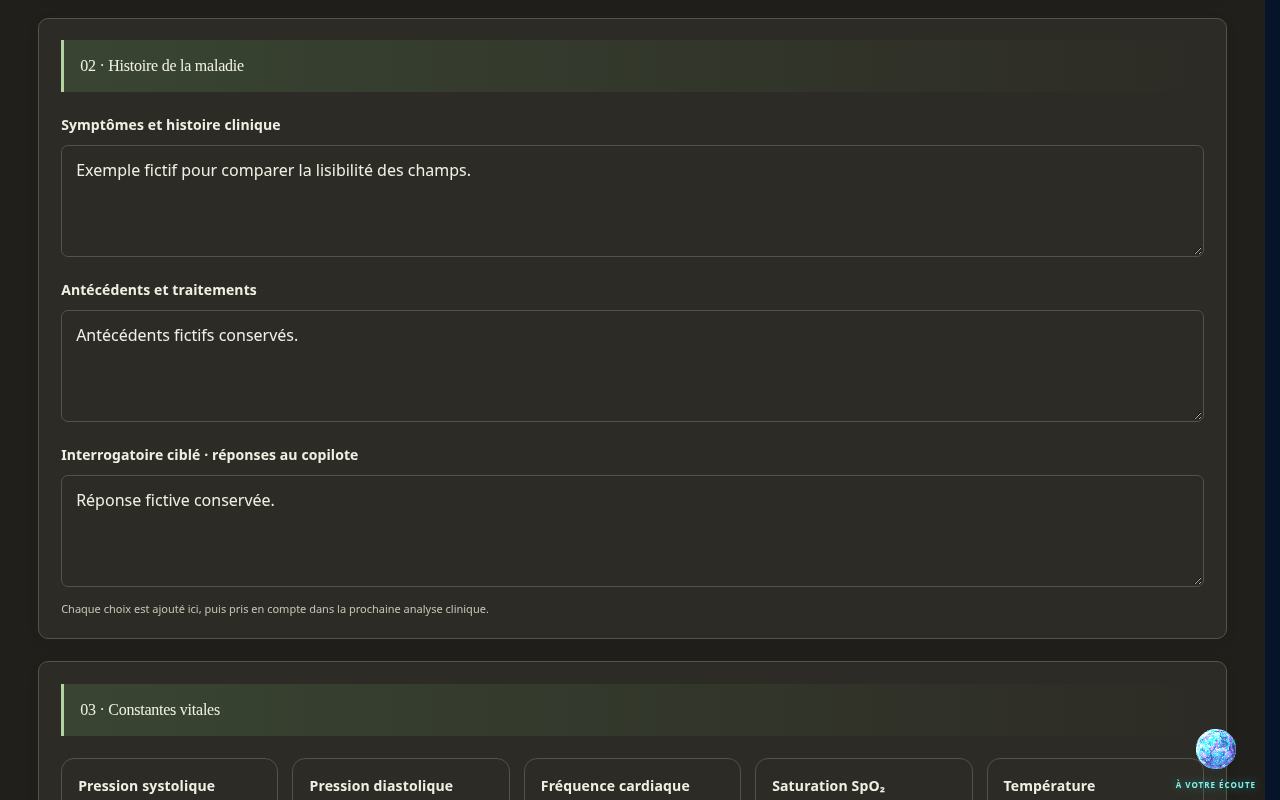 02 · Histoire de la maladie
Symptômes et histoire clinique
Exemple fictif pour comparer la lisibilité des champs.
Antécédents et traitements
Antécédents fictifs conservés.
Interrogatoire ciblé · réponses au copilote
Réponse fictive conservée.
Chaque choix est ajouté ici, puis pris en compte dans la prochaine analyse clinique.
03 · Constantes vitales
Pression systolique
Pression diastolique
Fréquence cardiaque
Saturation SpO₂
Température
À VOTRE ÉCOUTE